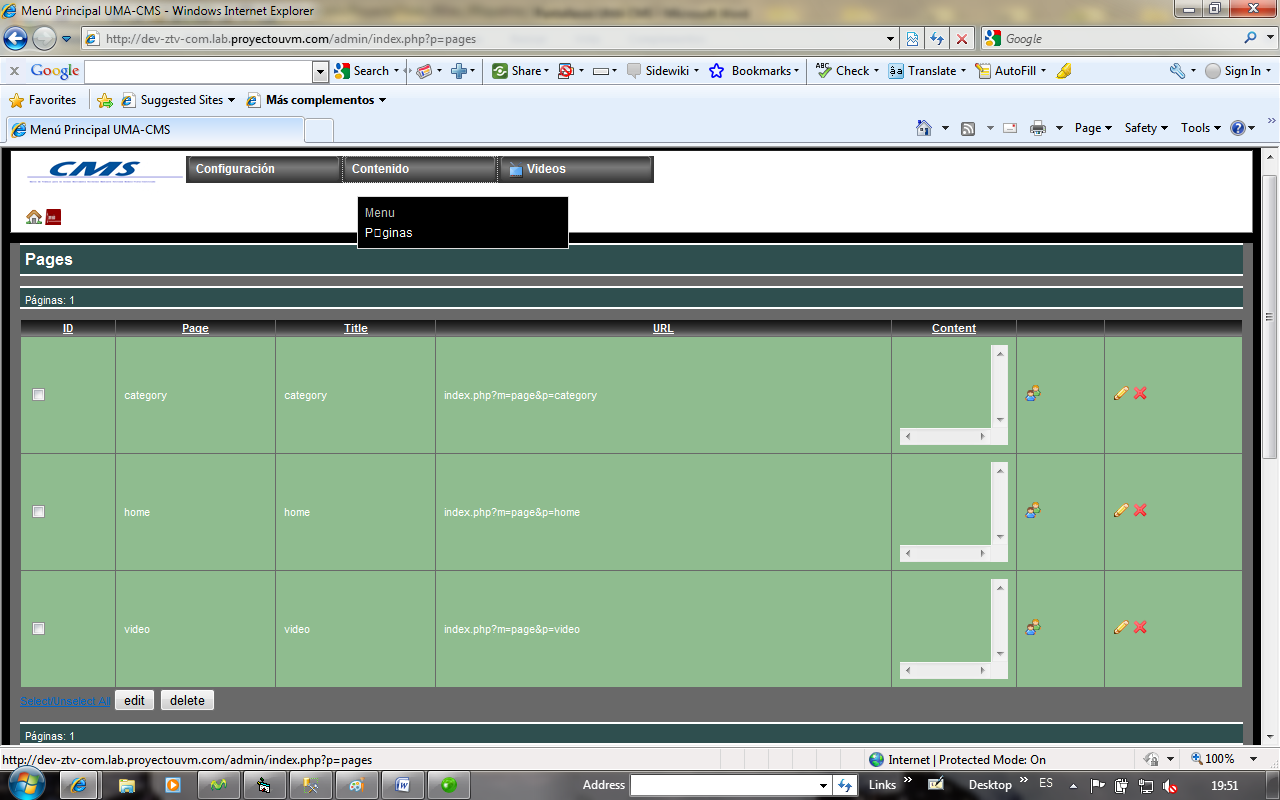 Menú Principal UMA-CMS - Windows Internet Explorer
http://dev-ztv-com.lab.proyectouvm.com/admin/index.php?p=pages
Google
x Google Search Share Sidewiki Bookmarks Check Translate AutoFill Sign In
Favorites Suggested Sites Más complementos
Menú Principal UMA-CMS Page Safety Tools
CMS Configuración Contenido Videos
Menu
P□ginas
Pages
Páginas: 1
ID Page Title URL Content
category category index.php?m=page&p=category
home home index.php?m=page&p=home
video video index.php?m=page&p=video
Select/Unselect All edit delete
Páginas: 1
http://dev-ztv-com.lab.proyectouvm.com/admin/index.php?p=pages Internet | Protected Mode: On 100%
Address Links Desktop ES 19:51